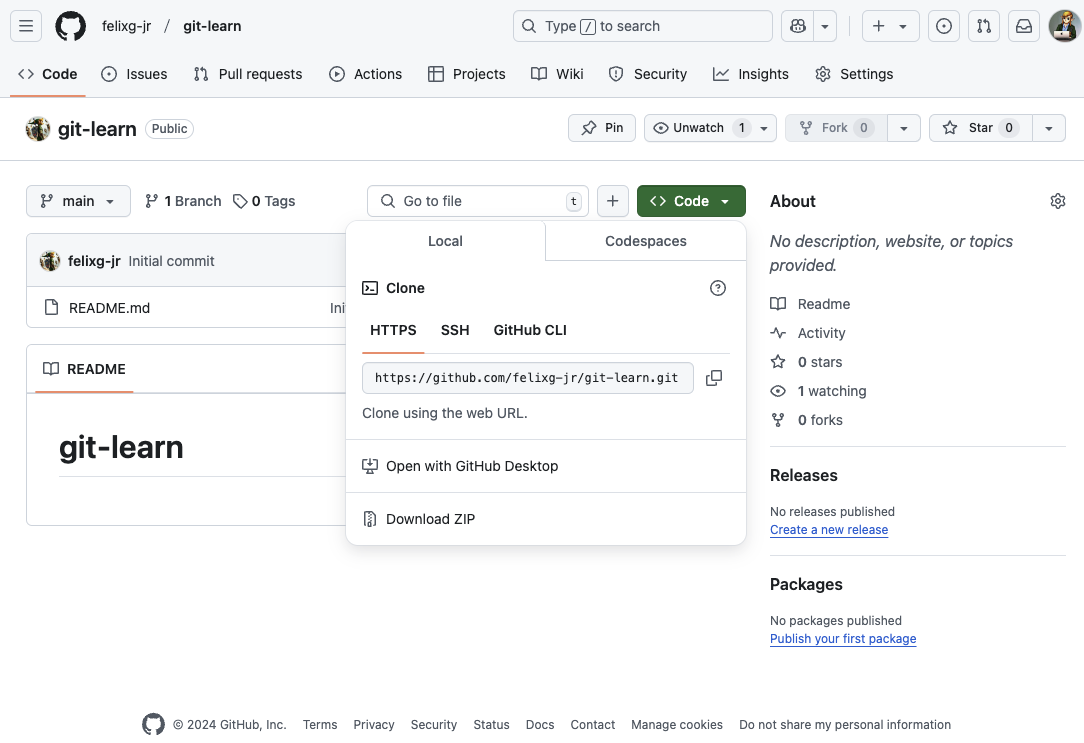 felixg-jr / git-learn
Type / to search
Code Issues Pull requests Actions Projects Wiki Security Insights Settings
git-learn Public
Pin Unwatch 1 Fork 0 Star 0
main 1 Branch 0 Tags
Go to file t
Code
felixg-jr Initial commit
README.md
README
git-learn
Local Codespaces
Clone
HTTPS SSH GitHub CLI
https://github.com/felixg-jr/git-learn.git
Clone using the web URL.
Open with GitHub Desktop
Download ZIP
About
No description, website, or topics
provided.
Readme
Activity
0 stars
1 watching
0 forks
Releases
No releases published
Create a new release
Packages
No packages published
Publish your first package
© 2024 GitHub, Inc. Terms Privacy Security Status Docs Contact Manage cookies Do not share my personal information